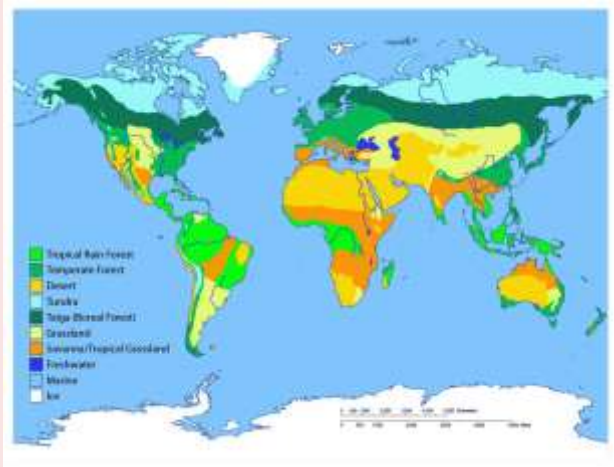 Tropical Rain Forest
Temperate Forest
Desert
Tundra
Taiga (Boreal Forest)
Grassland
Savanna/Tropical Grassland
Freshwater
Marine
Ice